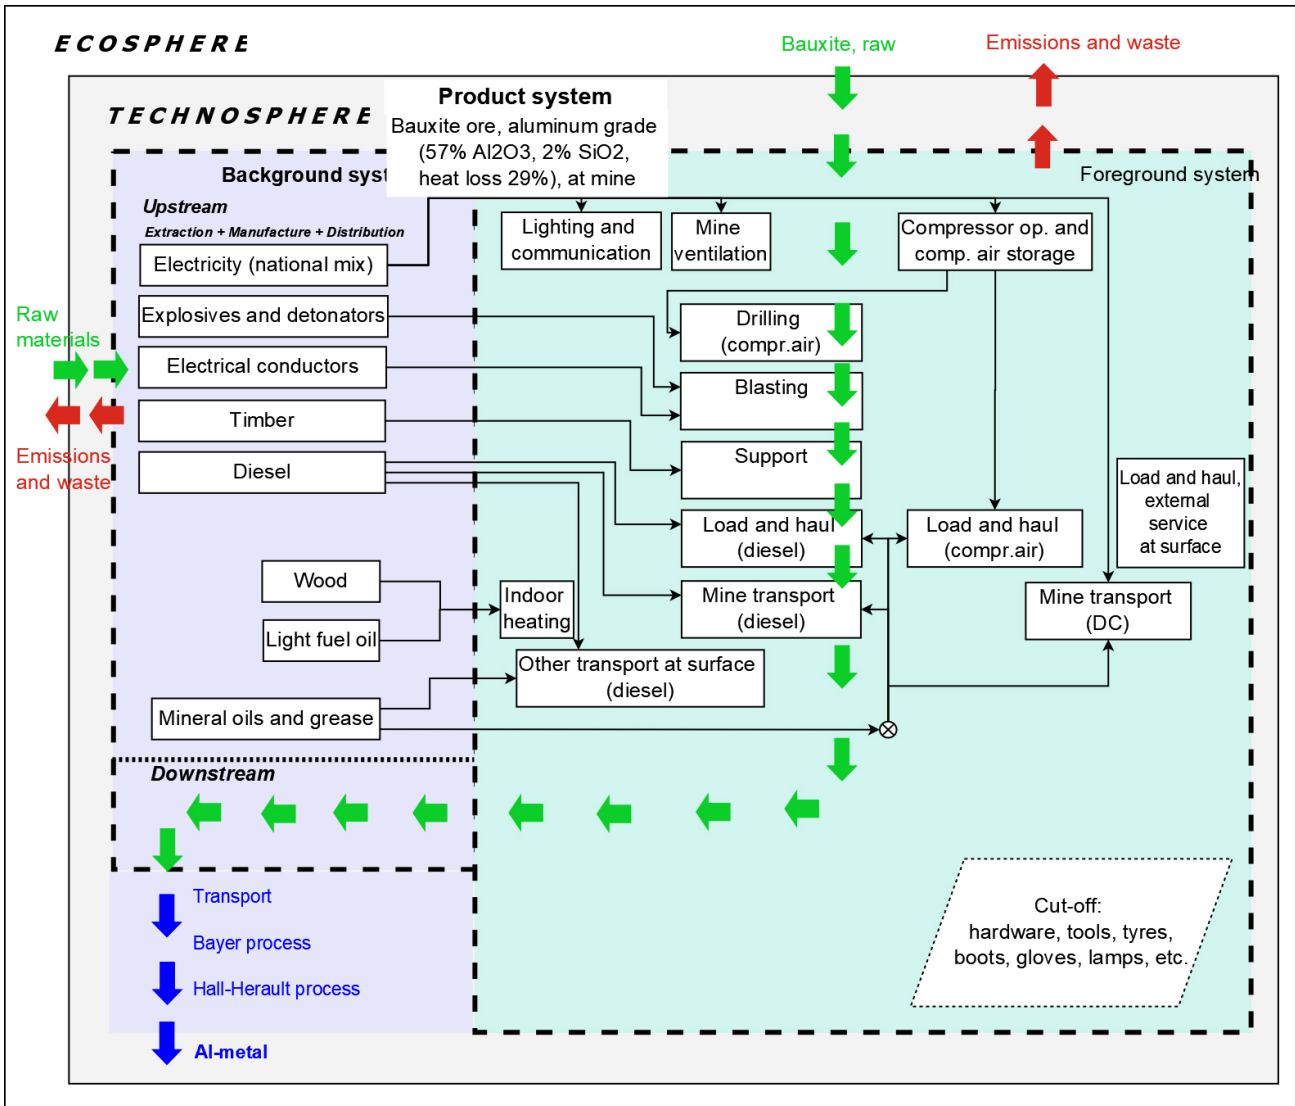 ECOSPHERE
Bauxite, raw
Emissions and waste
TECHNOSPHERE
Product system
Bauxite ore, aluminum grade
(57% Al2O3, 2% SiO2,
heat loss 29%), at mine
Background syst
Foreground system
Upstream
Extraction + Manufacture + Distribution
Electricity (national mix)
Explosives and detonators
Electrical conductors
Timber
Diesel
Wood
Light fuel oil
Mineral oils and grease
Raw
materials
Emissions
and waste
Lighting and
communication
Mine
ventilation
Compressor op. and
comp. air storage
Drilling
(compr.air)
Blasting
Support
Load and haul
(diesel)
Load and haul
(compr.air)
Load and haul,
external
service
at surface
Mine transport
(diesel)
Mine transport
(DC)
Indoor
heating
Other transport at surface
(diesel)
Downstream
Transport
Bayer process
Hall-Herault process
Al-metal
Cut-off:
hardware, tools, tyres,
boots, gloves, lamps, etc.